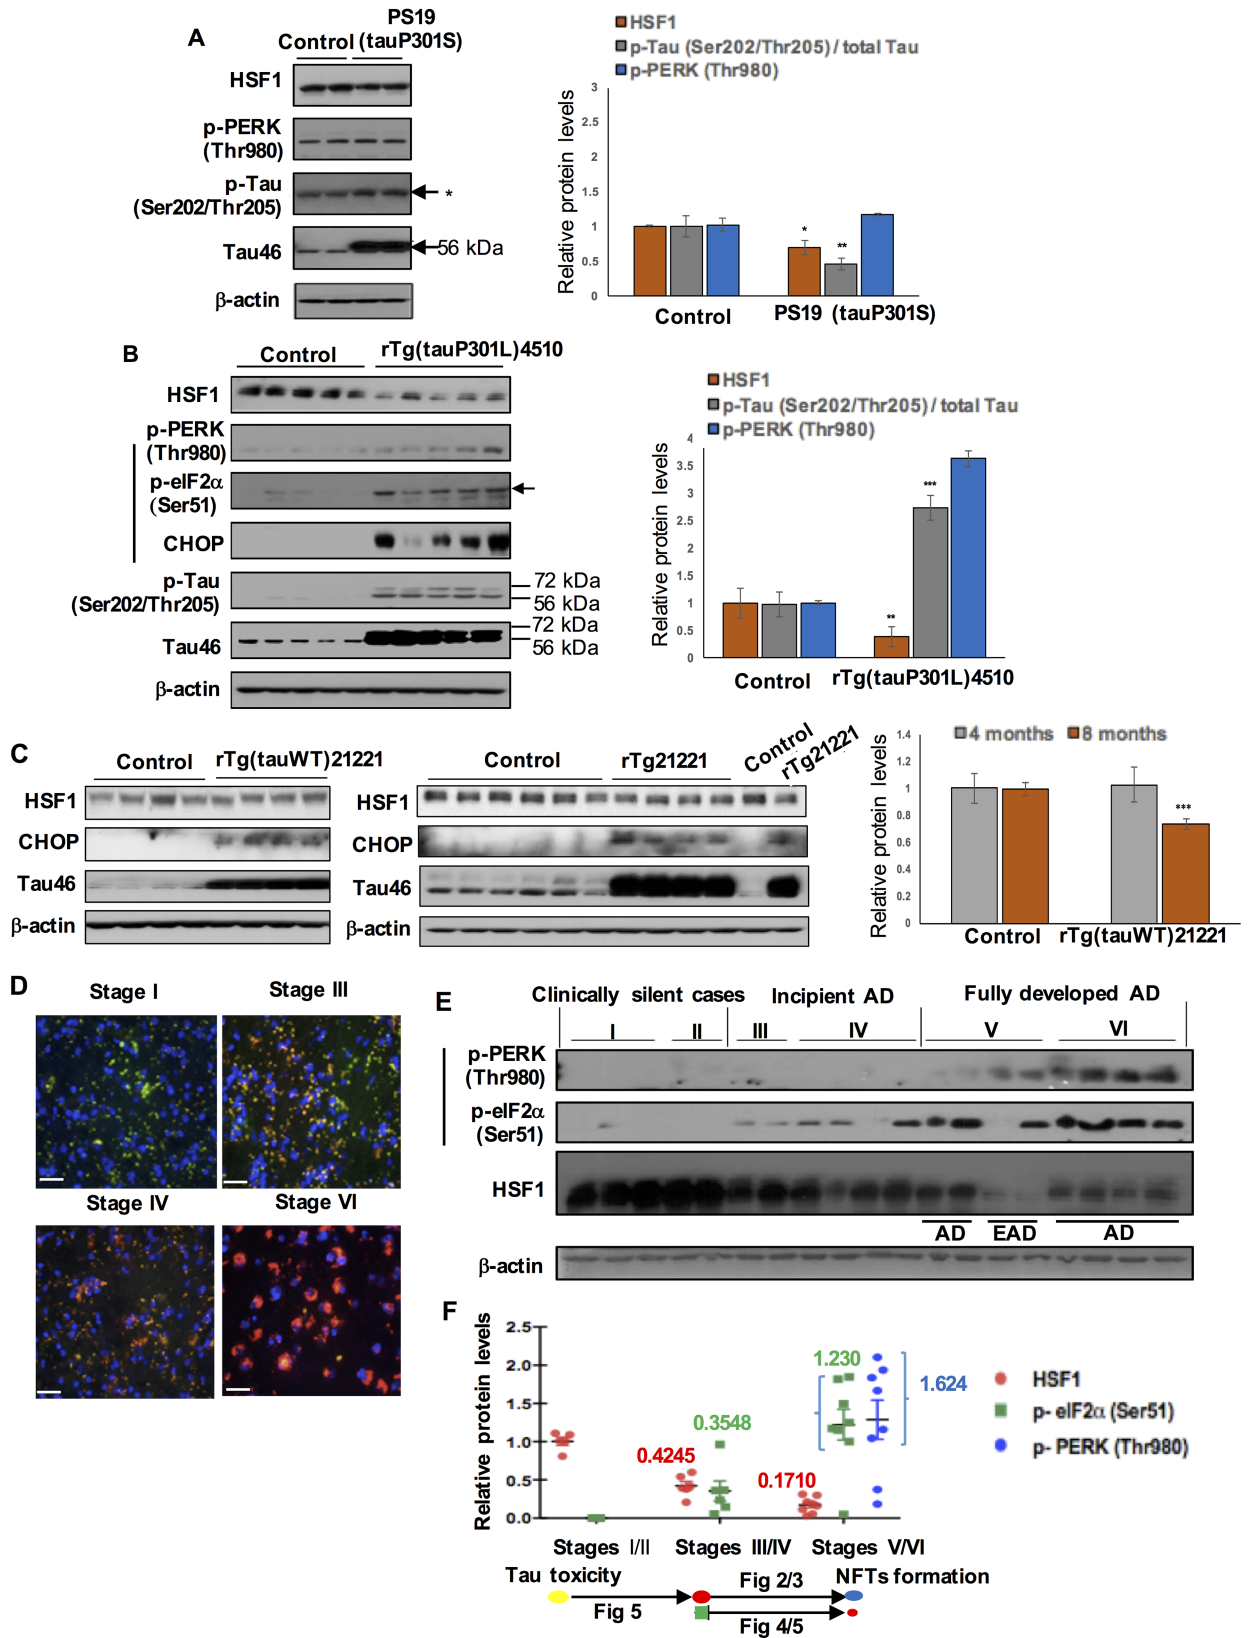 A
Control
PS19
(tauP301S)
HSF1
p-PERK
(Thr980)
p-Tau
(Ser202/Thr205)
*
Tau46
56 kDa
β-actin
HSF1
p-Tau (Ser202/Thr205) / total Tau
p-PERK (Thr980)
Relative protein levels
3
2.5
2
1.5
1
0.5
0
*
**
Control
PS19 (tauP301S)
B
Control
rTg(tauP301L)4510
HSF1
p-PERK
(Thr980)
p-eIF2α
(Ser51)
CHOP
p-Tau
(Ser202/Thr205)
72 kDa
56 kDa
Tau46
72 kDa
56 kDa
β-actin
HSF1
p-Tau (Ser202/Thr205) / total Tau
p-PERK (Thr980)
Relative protein levels
4
3.5
3
2.5
2
1.5
1
0.5
0
**
***
Control
rTg(tauP301L)4510
C
Control
rTg(tauWT)21221
HSF1
CHOP
Tau46
β-actin
Control
rTg21221
Control
rTg21221
HSF1
CHOP
Tau46
β-actin
4 months
8 months
Relative protein levels
1.4
1.2
1
0.8
0.6
0.4
0.2
0
***
Control
rTg(tauWT)21221
D
Stage I
Stage III
Stage IV
Stage VI
E
Clinically silent cases
Incipient AD
Fully developed AD
I
II
III
IV
V
VI
p-PERK
(Thr980)
p-eIF2α
(Ser51)
HSF1
AD
EAD
AD
β-actin
F
Relative protein levels
2.5
2.0
1.5
1.0
0.5
0.0
0.4245
0.3548
0.1710
1.230
1.624
HSF1
p- eIF2α (Ser51)
p- PERK (Thr980)
Stages I/II
Stages III/IV
Stages V/VI
Tau toxicity
Fig 2/3
NFTs formation
Fig 5
Fig 4/5